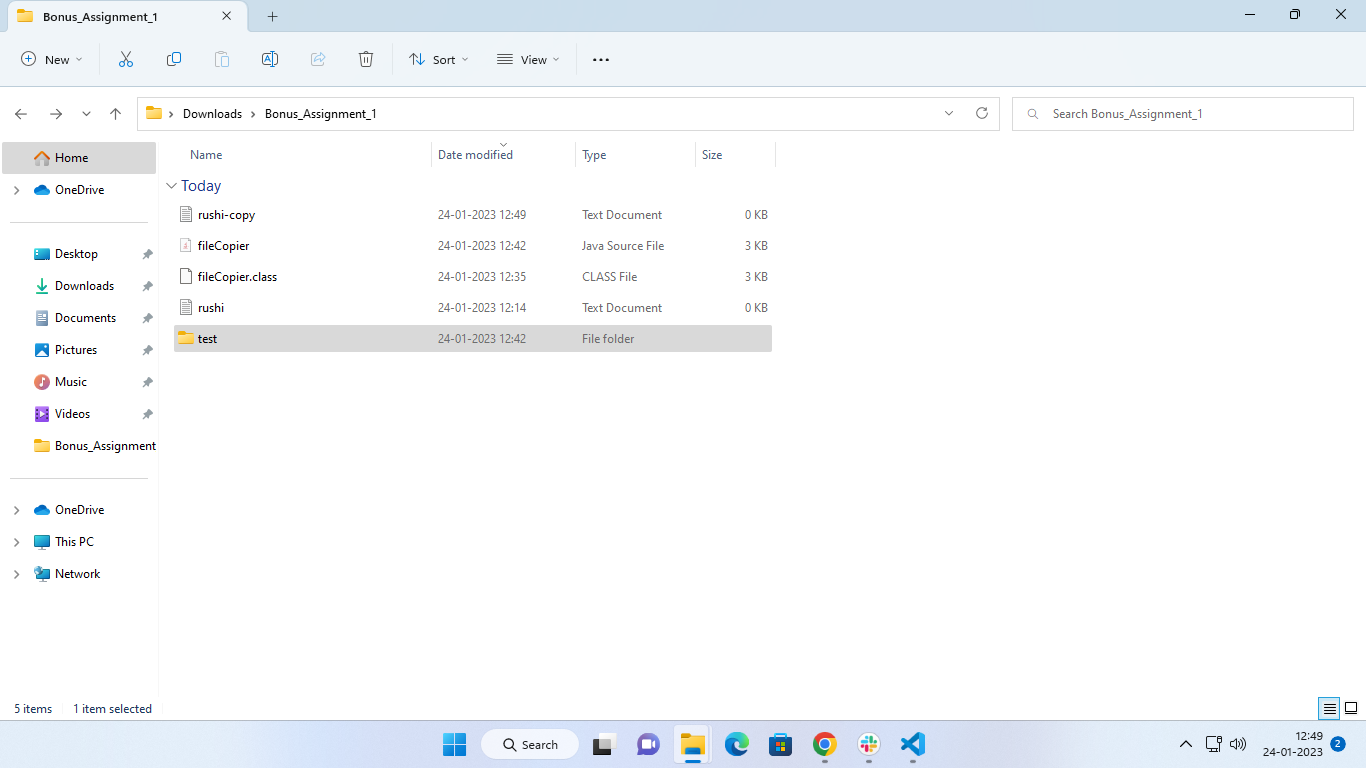 Bonus_Assignment_1
New
Sort
View
Downloads
Bonus_Assignment_1
Search Bonus_Assignment_1
Home
OneDrive
Desktop
Downloads
Documents
Pictures
Music
Videos
Bonus_Assignment
OneDrive
This PC
Network
Name Date modified Type Size
Today
rushi-copy 24-01-2023 12:49 Text Document 0 KB
fileCopier 24-01-2023 12:42 Java Source File 3 KB
fileCopier.class 24-01-2023 12:35 CLASS File 3 KB
rushi 24-01-2023 12:14 Text Document 0 KB
test 24-01-2023 12:42 File folder
5 items 1 item selected
Search
12:49
24-01-2023
2